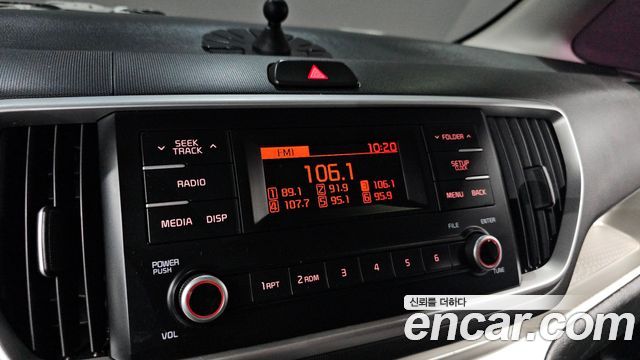 SEEK
TRACK
RADIO
MEDIA DISP
FM1 10:20
106.1
1 89.1 2 91.9 3 106.1
4 107.7 5 95.1 6 95.9
FOLDER
SETUP
CLOCK
MENU BACK
POWER
PUSH
VOL
1 RPT 2 RDM 3 4 5 6
FILE ENTER
TUNE
신뢰를 더하다
encar.com